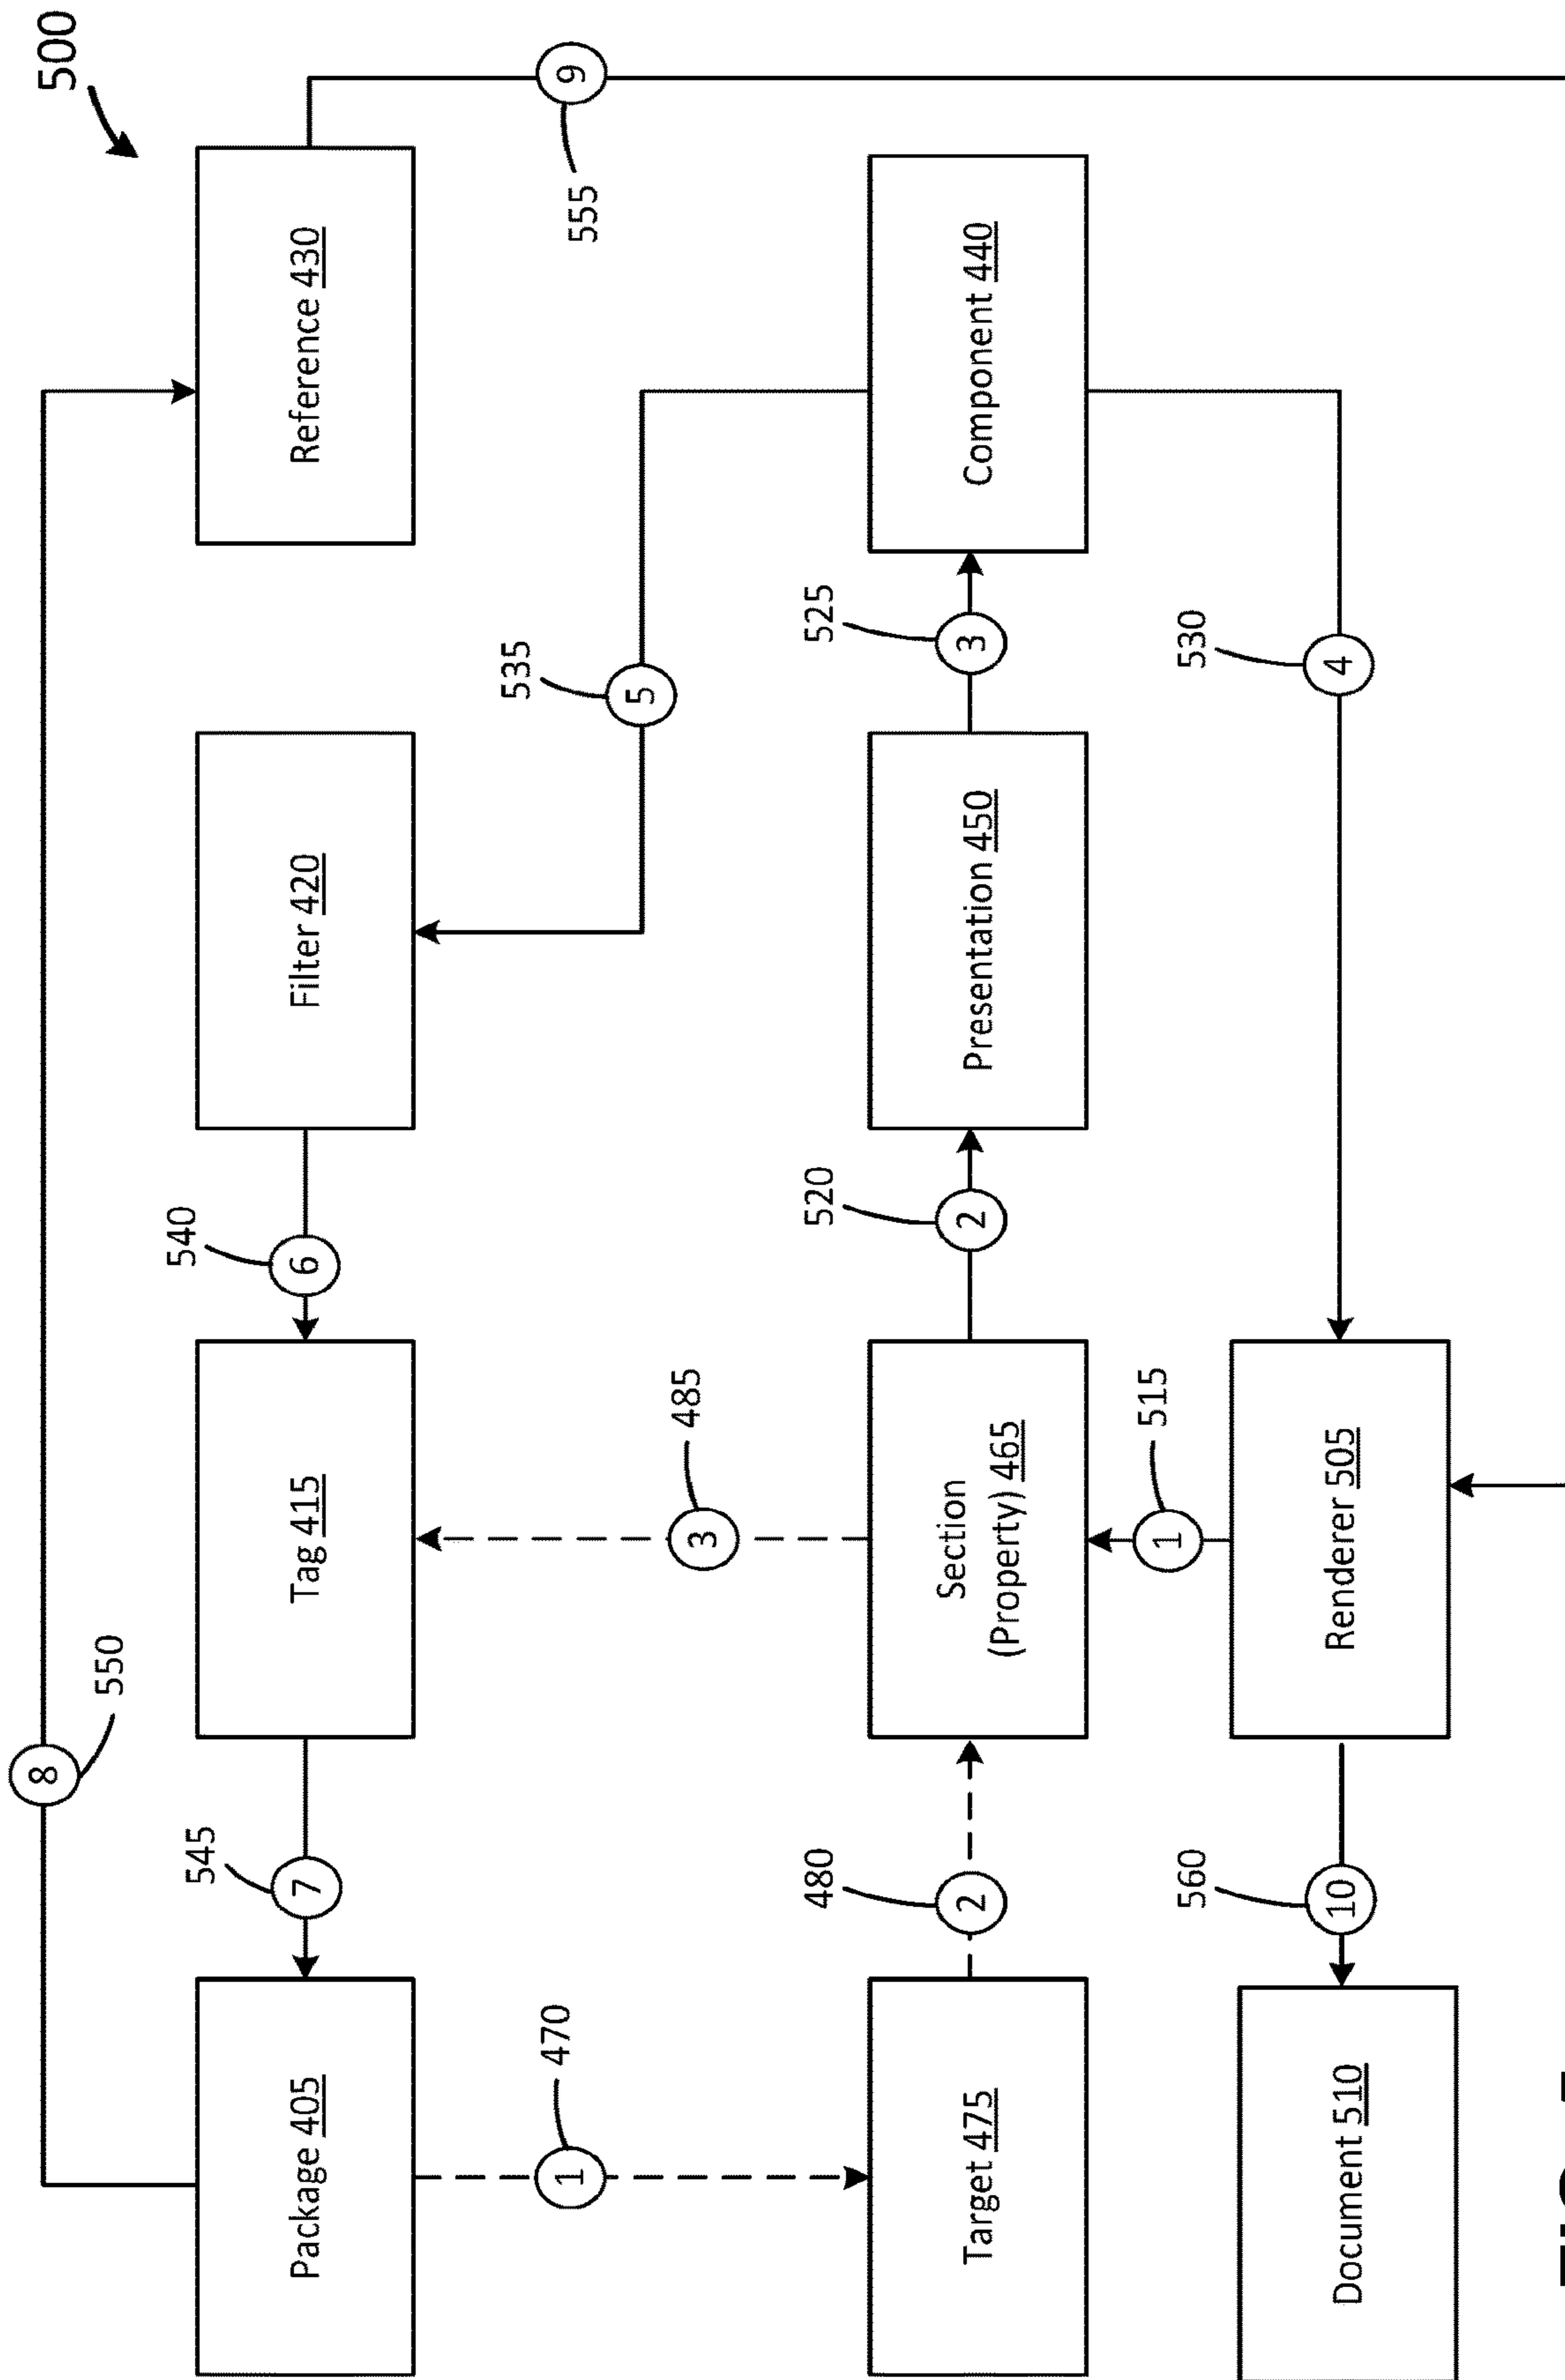 8
500
550
545
540
Package 405
7
Tag 415
6
Filter 420
Reference 430
470
1
535
9
555
5
485
3
480
520
525
Target 475
2
Section
(Property) 465
2
Presentation 450
3
Component 440
515
1
560
530
Document 510
10
Renderer 505
4